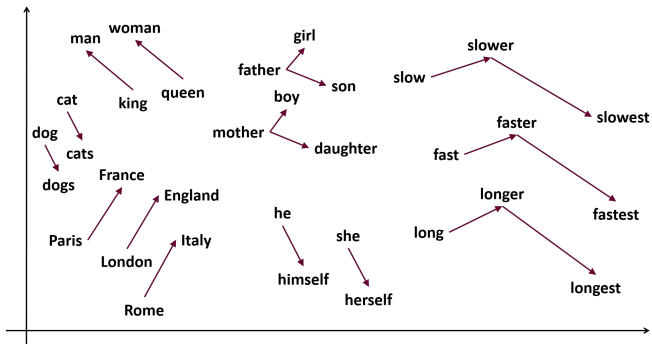 man
woman
king
queen
cat
cats
dog
dogs
France
England
Italy
Paris
London
Rome
girl
father
son
boy
mother
daughter
he
himself
she
herself
slower
slow
slowest
faster
fast
fastest
longer
long
longest